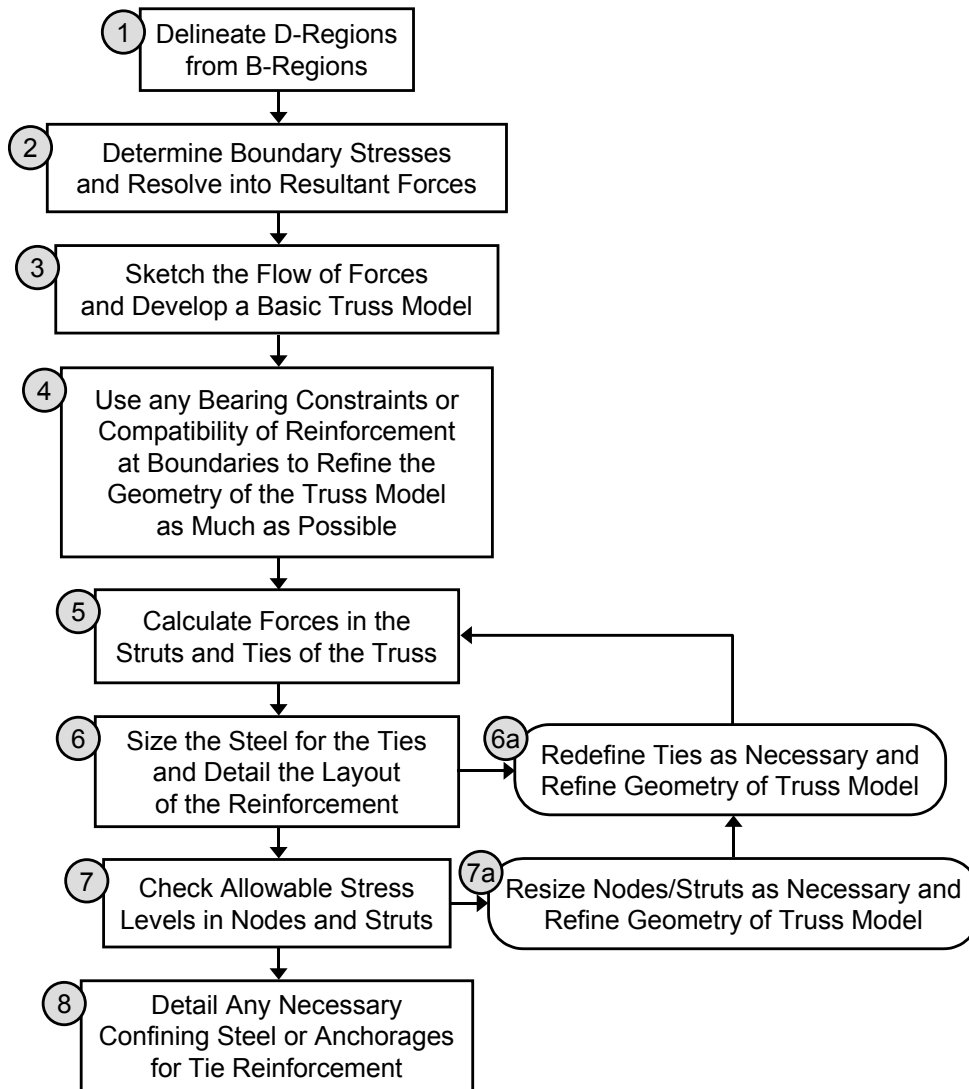 1
Delineate D-Regions
from B-Regions
2
Determine Boundary Stresses
and Resolve into Resultant Forces
3
Sketch the Flow of Forces
and Develop a Basic Truss Model
4
Use any Bearing Constraints or
Compatibility of Reinforcement
at Boundaries to Refine the
Geometry of the Truss Model
as Much as Possible
5
Calculate Forces in the
Struts and Ties of the Truss
6
Size the Steel for the Ties
and Detail the Layout
of the Reinforcement
6a
Redefine Ties as Necessary and
Refine Geometry of Truss Model
7
Check Allowable Stress
Levels in Nodes and Struts
7a
Resize Nodes/Struts as Necessary and
Refine Geometry of Truss Model
8
Detail Any Necessary
Confining Steel or Anchorages
for Tie Reinforcement